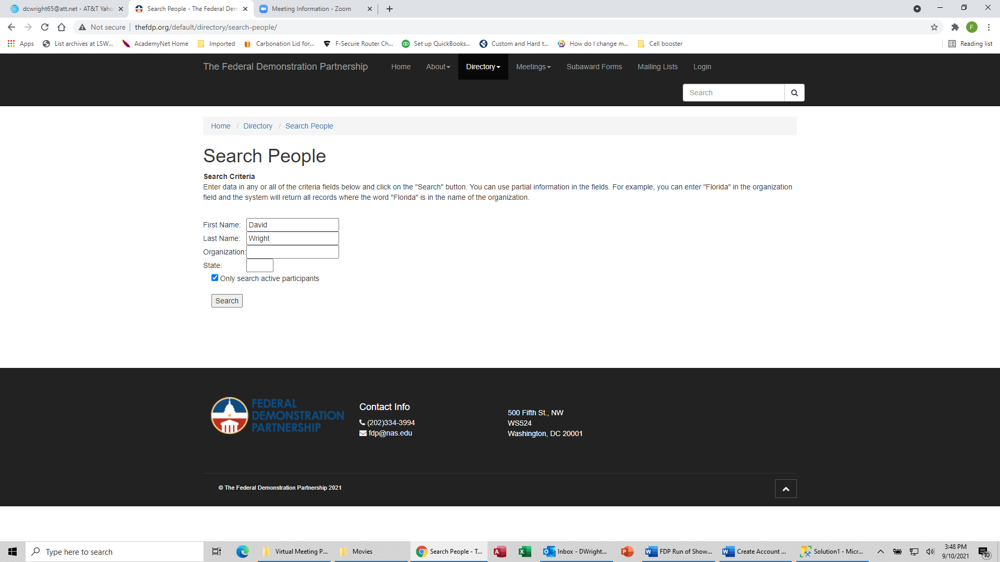 dcwright65@att.net - AT&T Yaho
Search People - The Federal Dem
Meeting Information - Zoom
Not secure
thefdp.org/default/directory/search-people/
F
Apps
List archives at LSW...
AcademyNet Home
Imported
Carbonation Lid for...
F-Secure Router Ch...
Set up QuickBooks...
Custom and Hard t...
How do I change m...
Cell booster
Reading list
The Federal Demonstration Partnership
Home
About
Directory
Meetings
Subaward Forms
Mailing Lists
Login
Search
Home / Directory / Search People
Search People
Search Criteria
Enter data in any or all of the criteria fields below and click on the "Search" button. You can use partial information in the fields. For example, you can enter "Florida" in the organization
field and the system will return all records where the word "Florida" is in the name of the organization.
First Name: David
Last Name: Wright
Organization:
State:
Only search active participants
Search
FEDERAL
DEMONSTRATION
PARTNERSHIP
Contact Info
(202)334-3994
fdp@nas.edu
500 Fifth St., NW
WS524
Washington, DC 20001
© The Federal Demonstration Partnership 2021
Type here to search
Virtual Meeting P...
Movies
Search People - T...
Inbox - DWright...
FDP Run of Show...
Create Account ...
Solution1 - Micr...
3:48 PM
9/10/2021
10